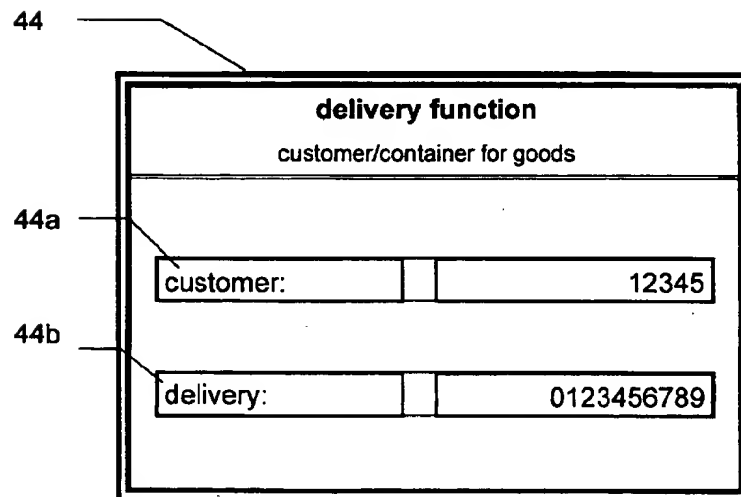 44
delivery function
customer/container for goods
44a
customer: 12345
44b
delivery: 0123456789